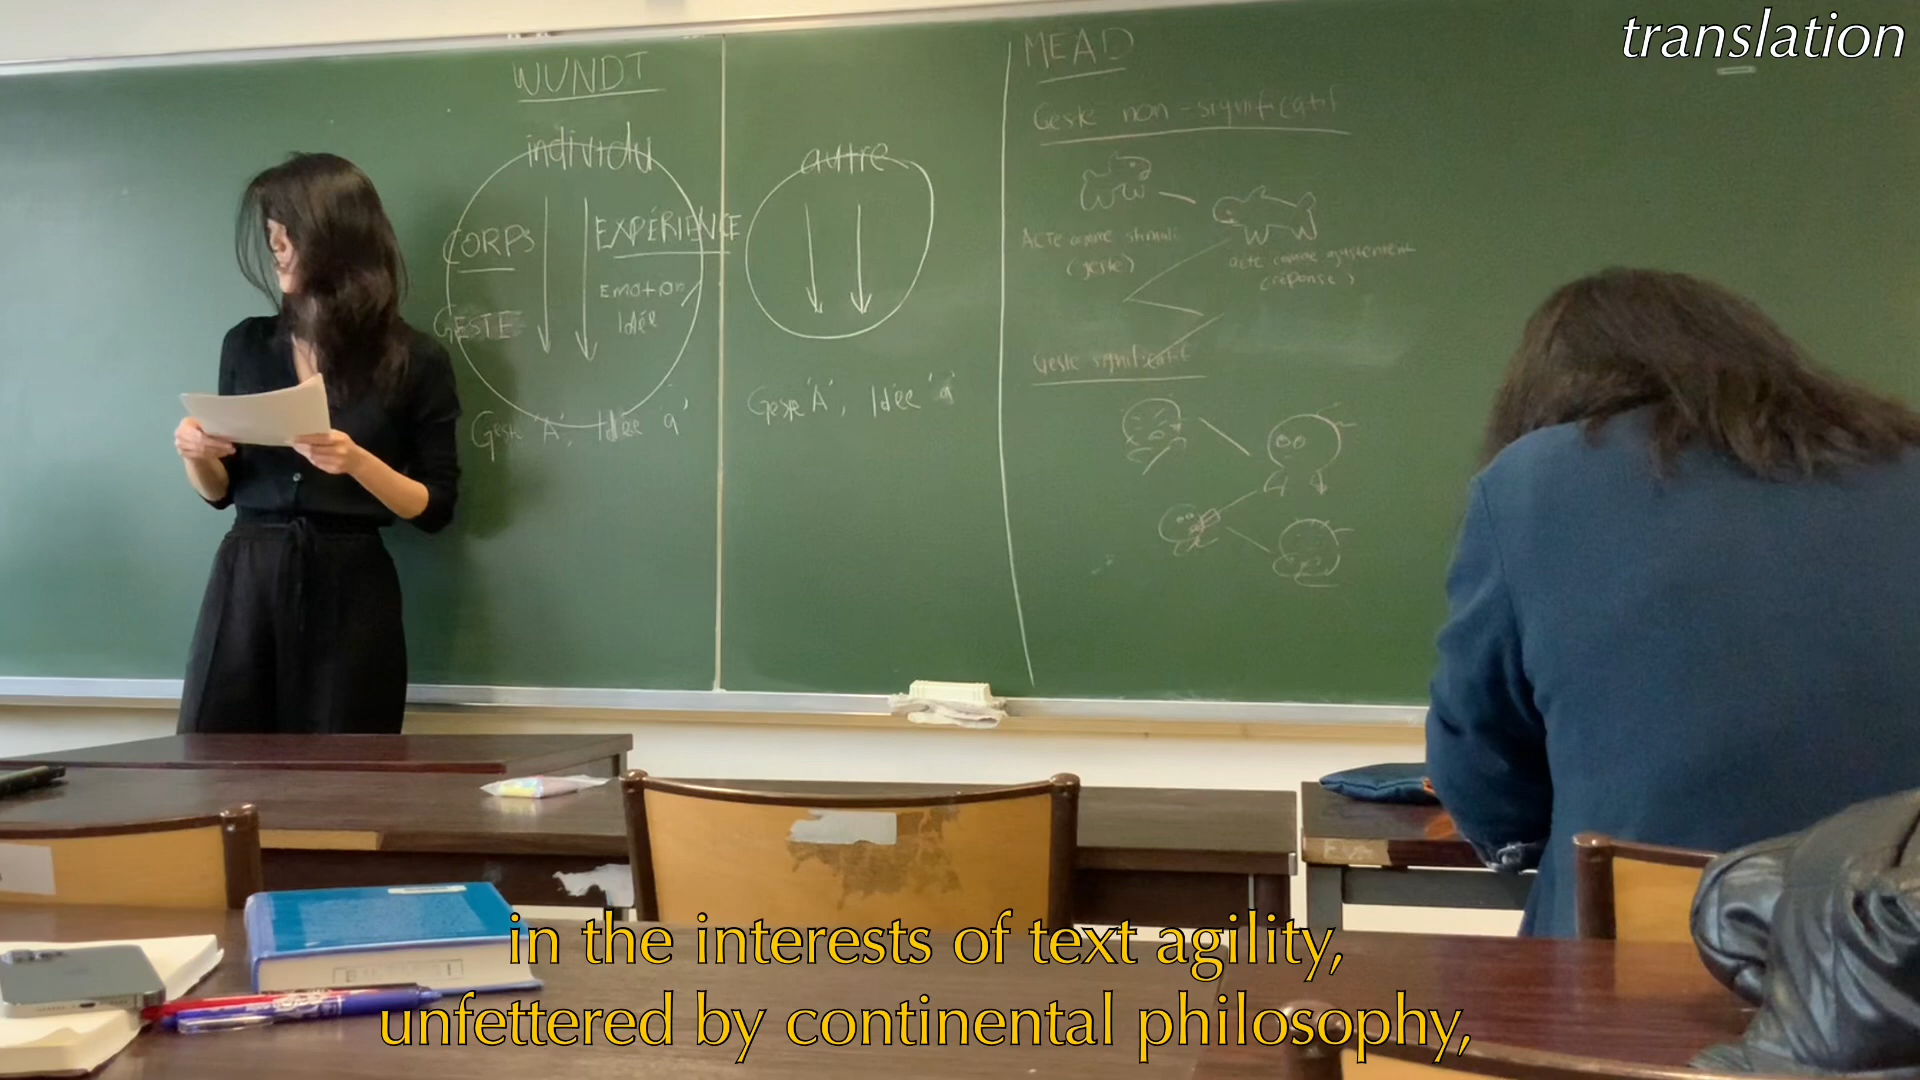 translation
WUNDT
individu
CORPS
EXPÉRIENCE
Emotion
Idée
GESTE
Geste 'A', Idée 'a'
autre
Geste 'A', Idée 'a'
MEAD
Geste non-significatif
Acte comme stimuli
(geste)
acte comme ajustement
(réponse)
Geste significatif
in the interests of text agility,
unfettered by continental philosophy,